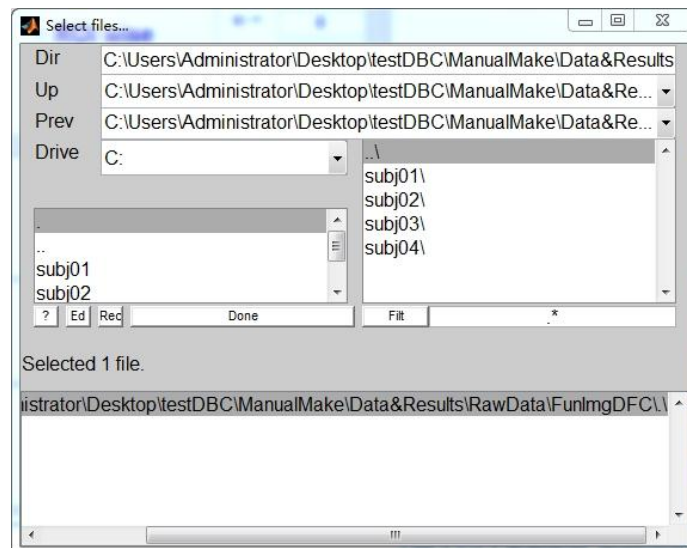 Select files...
Dir C:\Users\Administrator\Desktop\testDBC\ManualMake\Data&Results
Up C:\Users\Administrator\Desktop\testDBC\ManualMake\Data&Re...
Prev C:\Users\Administrator\Desktop\testDBC\ManualMake\Data&Re...
Drive C:
..\
subj01\
subj02\
subj03\
subj04\
.
..
subj01
subj02
? Ed Rec Done Filt .*
Selected 1 file.
istrator\Desktop\testDBC\ManualMake\Data&Results\RawData\FunImgDFC\.\